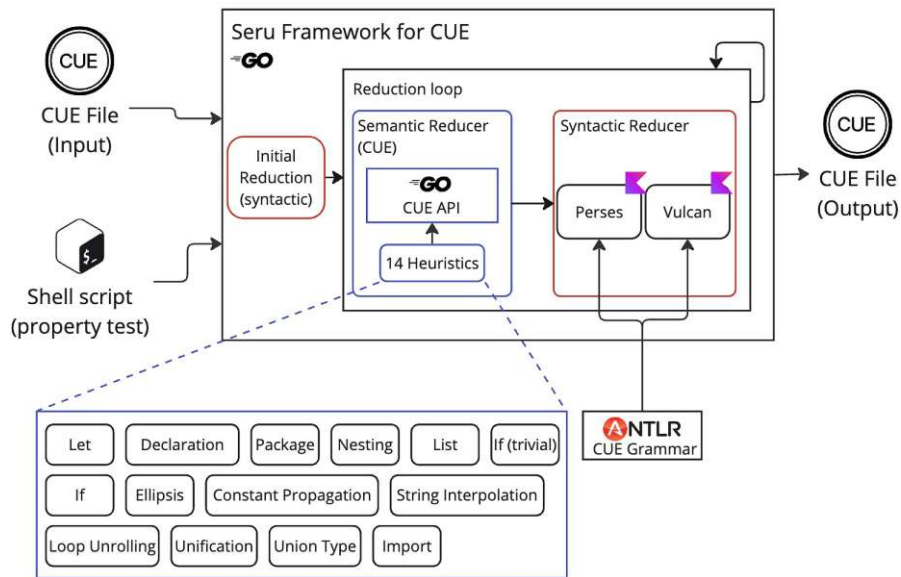 Seru Framework for CUE
GO
CUE
CUE File
(Input)
Shell script
(property test)
Initial
Reduction
(syntactic)
Reduction loop
Semantic Reducer
(CUE)
GO
CUE API
14 Heuristics
Syntactic Reducer
Perses
Vulcan
CUE
CUE File
(Output)
ANTLR
CUE Grammar
Let
Declaration
Package
Nesting
List
If (trivial)
If
Ellipsis
Constant Propagation
String Interpolation
Loop Unrolling
Unification
Union Type
Import
$_